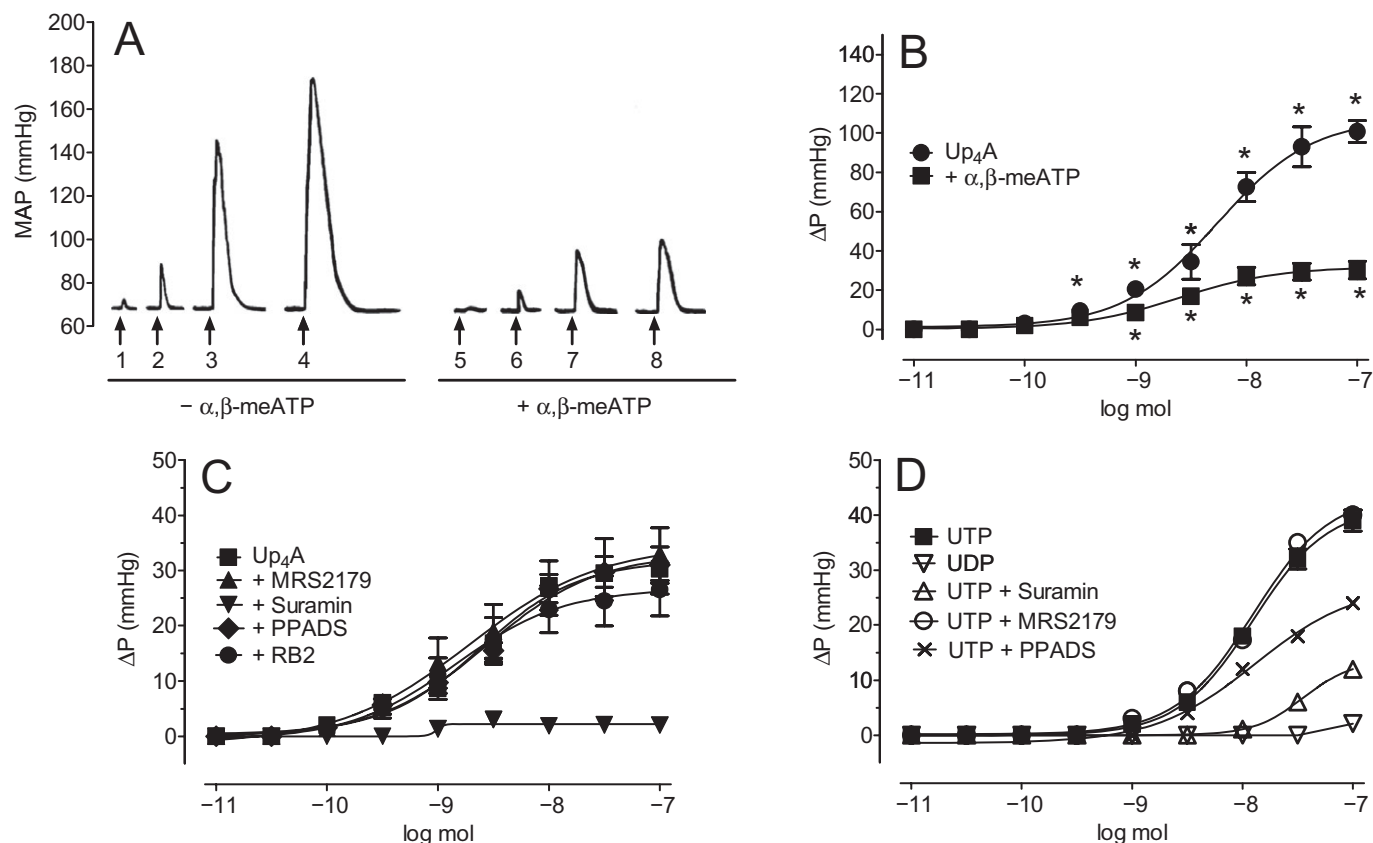 A
MAP (mmHg)
200
180
160
140
120
100
80
60
1 2 3 4 5 6 7 8
− α,β-meATP
+ α,β-meATP
B
ΔP (mmHg)
140
120
100
80
60
40
20
0
Up4A
+ α,β-meATP
* * * * * *
* * * * *
−11 −10 −9 −8 −7
log mol
C
ΔP (mmHg)
50
40
30
20
10
0
Up4A
+ MRS2179
+ Suramin
+ PPADS
+ RB2
−11 −10 −9 −8 −7
log mol
D
ΔP (mmHg)
50
40
30
20
10
0
UTP
UDP
UTP + Suramin
UTP + MRS2179
UTP + PPADS
−11 −10 −9 −8 −7
log mol